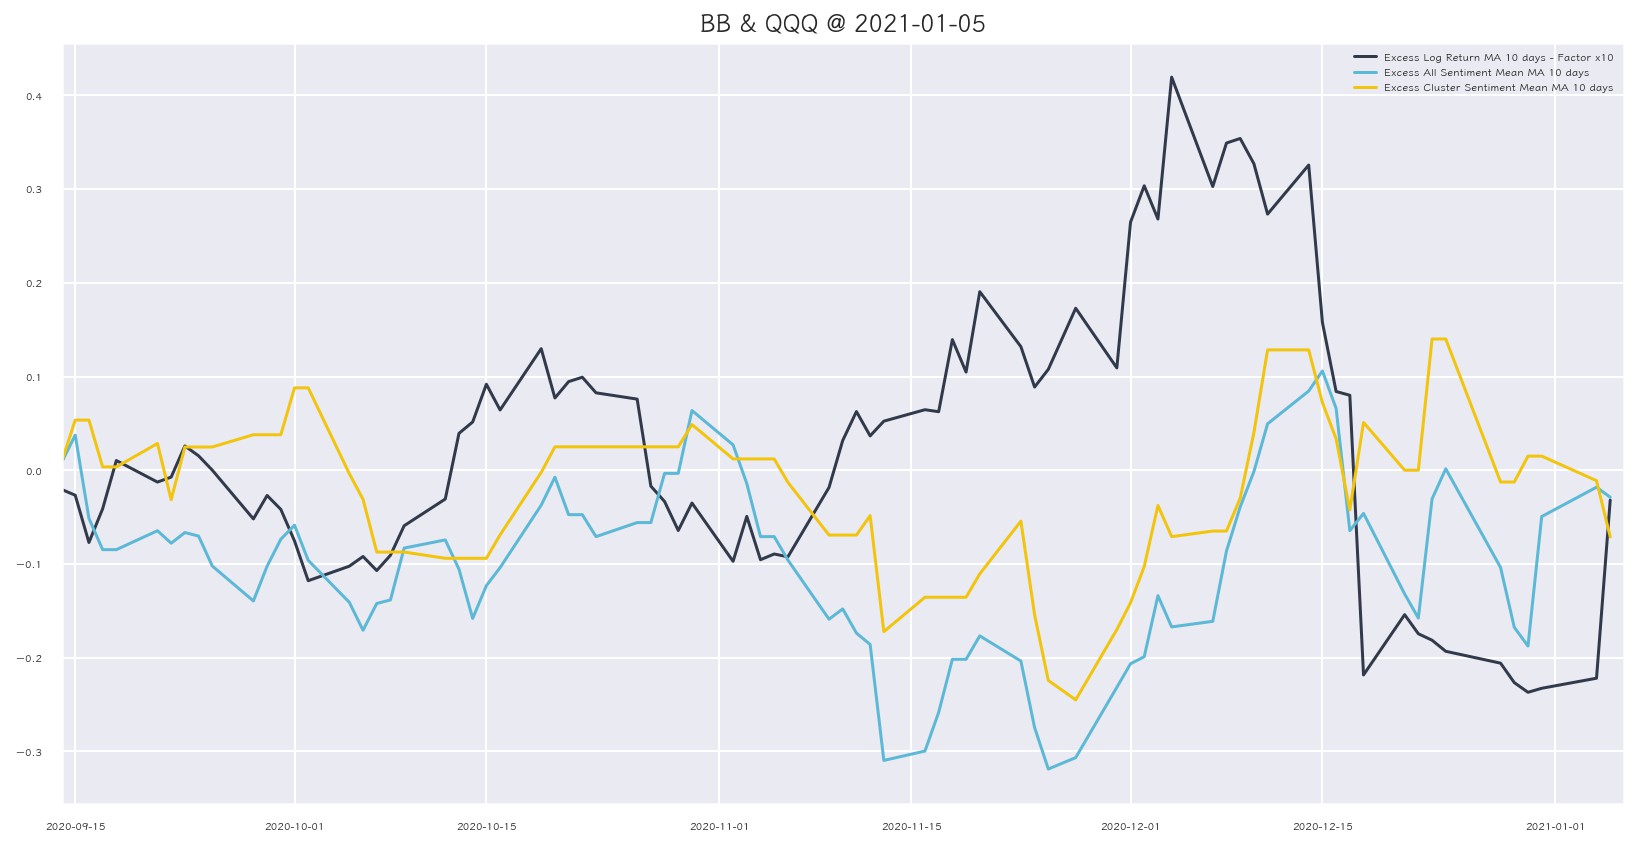 BB & QQQ @ 2021-01-05
Excess Log Return MA 10 days - Factor x10
Excess All Sentiment Mean MA 10 days
Excess Cluster Sentiment Mean MA 10 days
0.4
0.3
0.2
0.1
0.0
−0.1
−0.2
−0.3
2020-09-15 2020-10-01 2020-10-15 2020-11-01 2020-11-15 2020-12-01 2020-12-15 2021-01-01